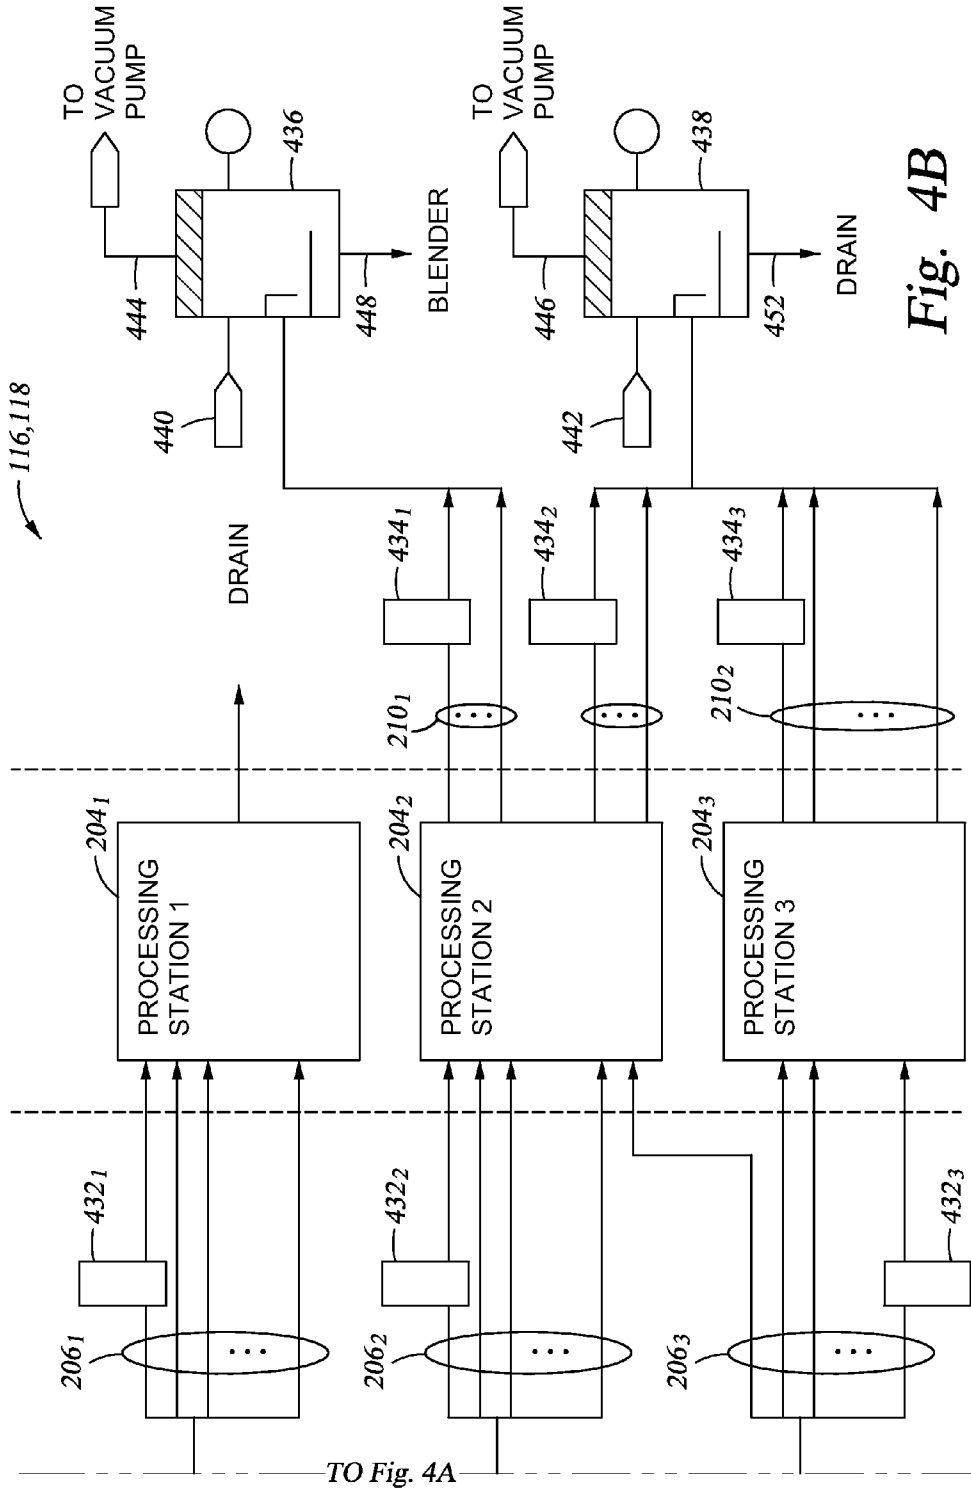 116,118
TO Fig. 4A
206₁
432₁
PROCESSING
STATION 1
204₁
DRAIN
206₂
432₂
PROCESSING
STATION 2
204₂
210₁
434₁
434₂
206₃
432₃
PROCESSING
STATION 3
204₃
210₂
434₃
440
444
TO
VACUUM
PUMP
436
448
BLENDER
442
446
TO
VACUUM
PUMP
438
452
DRAIN
Fig. 4B